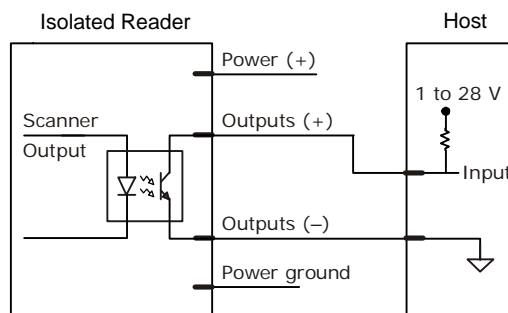 Isolated Reader
Host
Power (+)
1 to 28 V
Scanner
Output
Outputs (+)
Input
Outputs (–)
Power ground